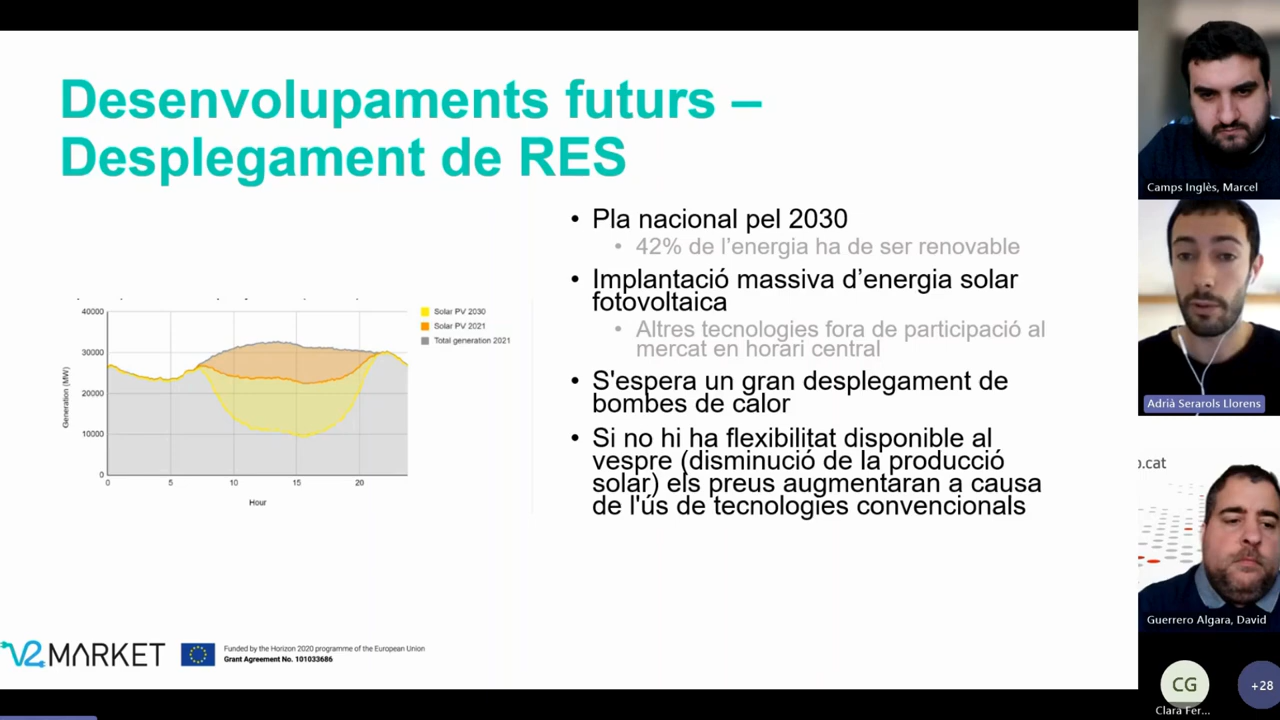 Desenvolupaments futurs –
Desplegament de RES
• Pla nacional pel 2030
• 42% de l’energia ha de ser renovable
• Implantació massiva d’energia solar
fotovoltaica
• Altres tecnologies fora de participació al
mercat en horari central
• S'espera un gran desplegament de
bombes de calor
• Si no hi ha flexibilitat disponible al
vespre (disminució de la producció
solar) els preus augmentaran a causa
de l'ús de tecnologies convencionals
40000
30000
20000
10000
0
Generation (MW)
0 5 10 15 20
Hour
Solar PV 2030
Solar PV 2021
Total generation 2021
V2MARKET
Funded by the Horizon 2020 programme of the European Union
Grant Agreement No. 101033686
Camps Inglès, Marcel
Adrià Serarols Llorens
.cat
Guerrero Algara, David
CG
Clara Fer...
+28